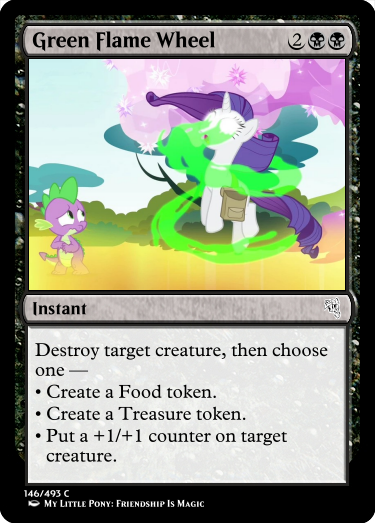 Green Flame Wheel 2
Instant
Destroy target creature, then choose
one —
• Create a Food token.
• Create a Treasure token.
• Put a +1/+1 counter on target
creature.
146/493 C
My Little Pony: Friendship Is Magic